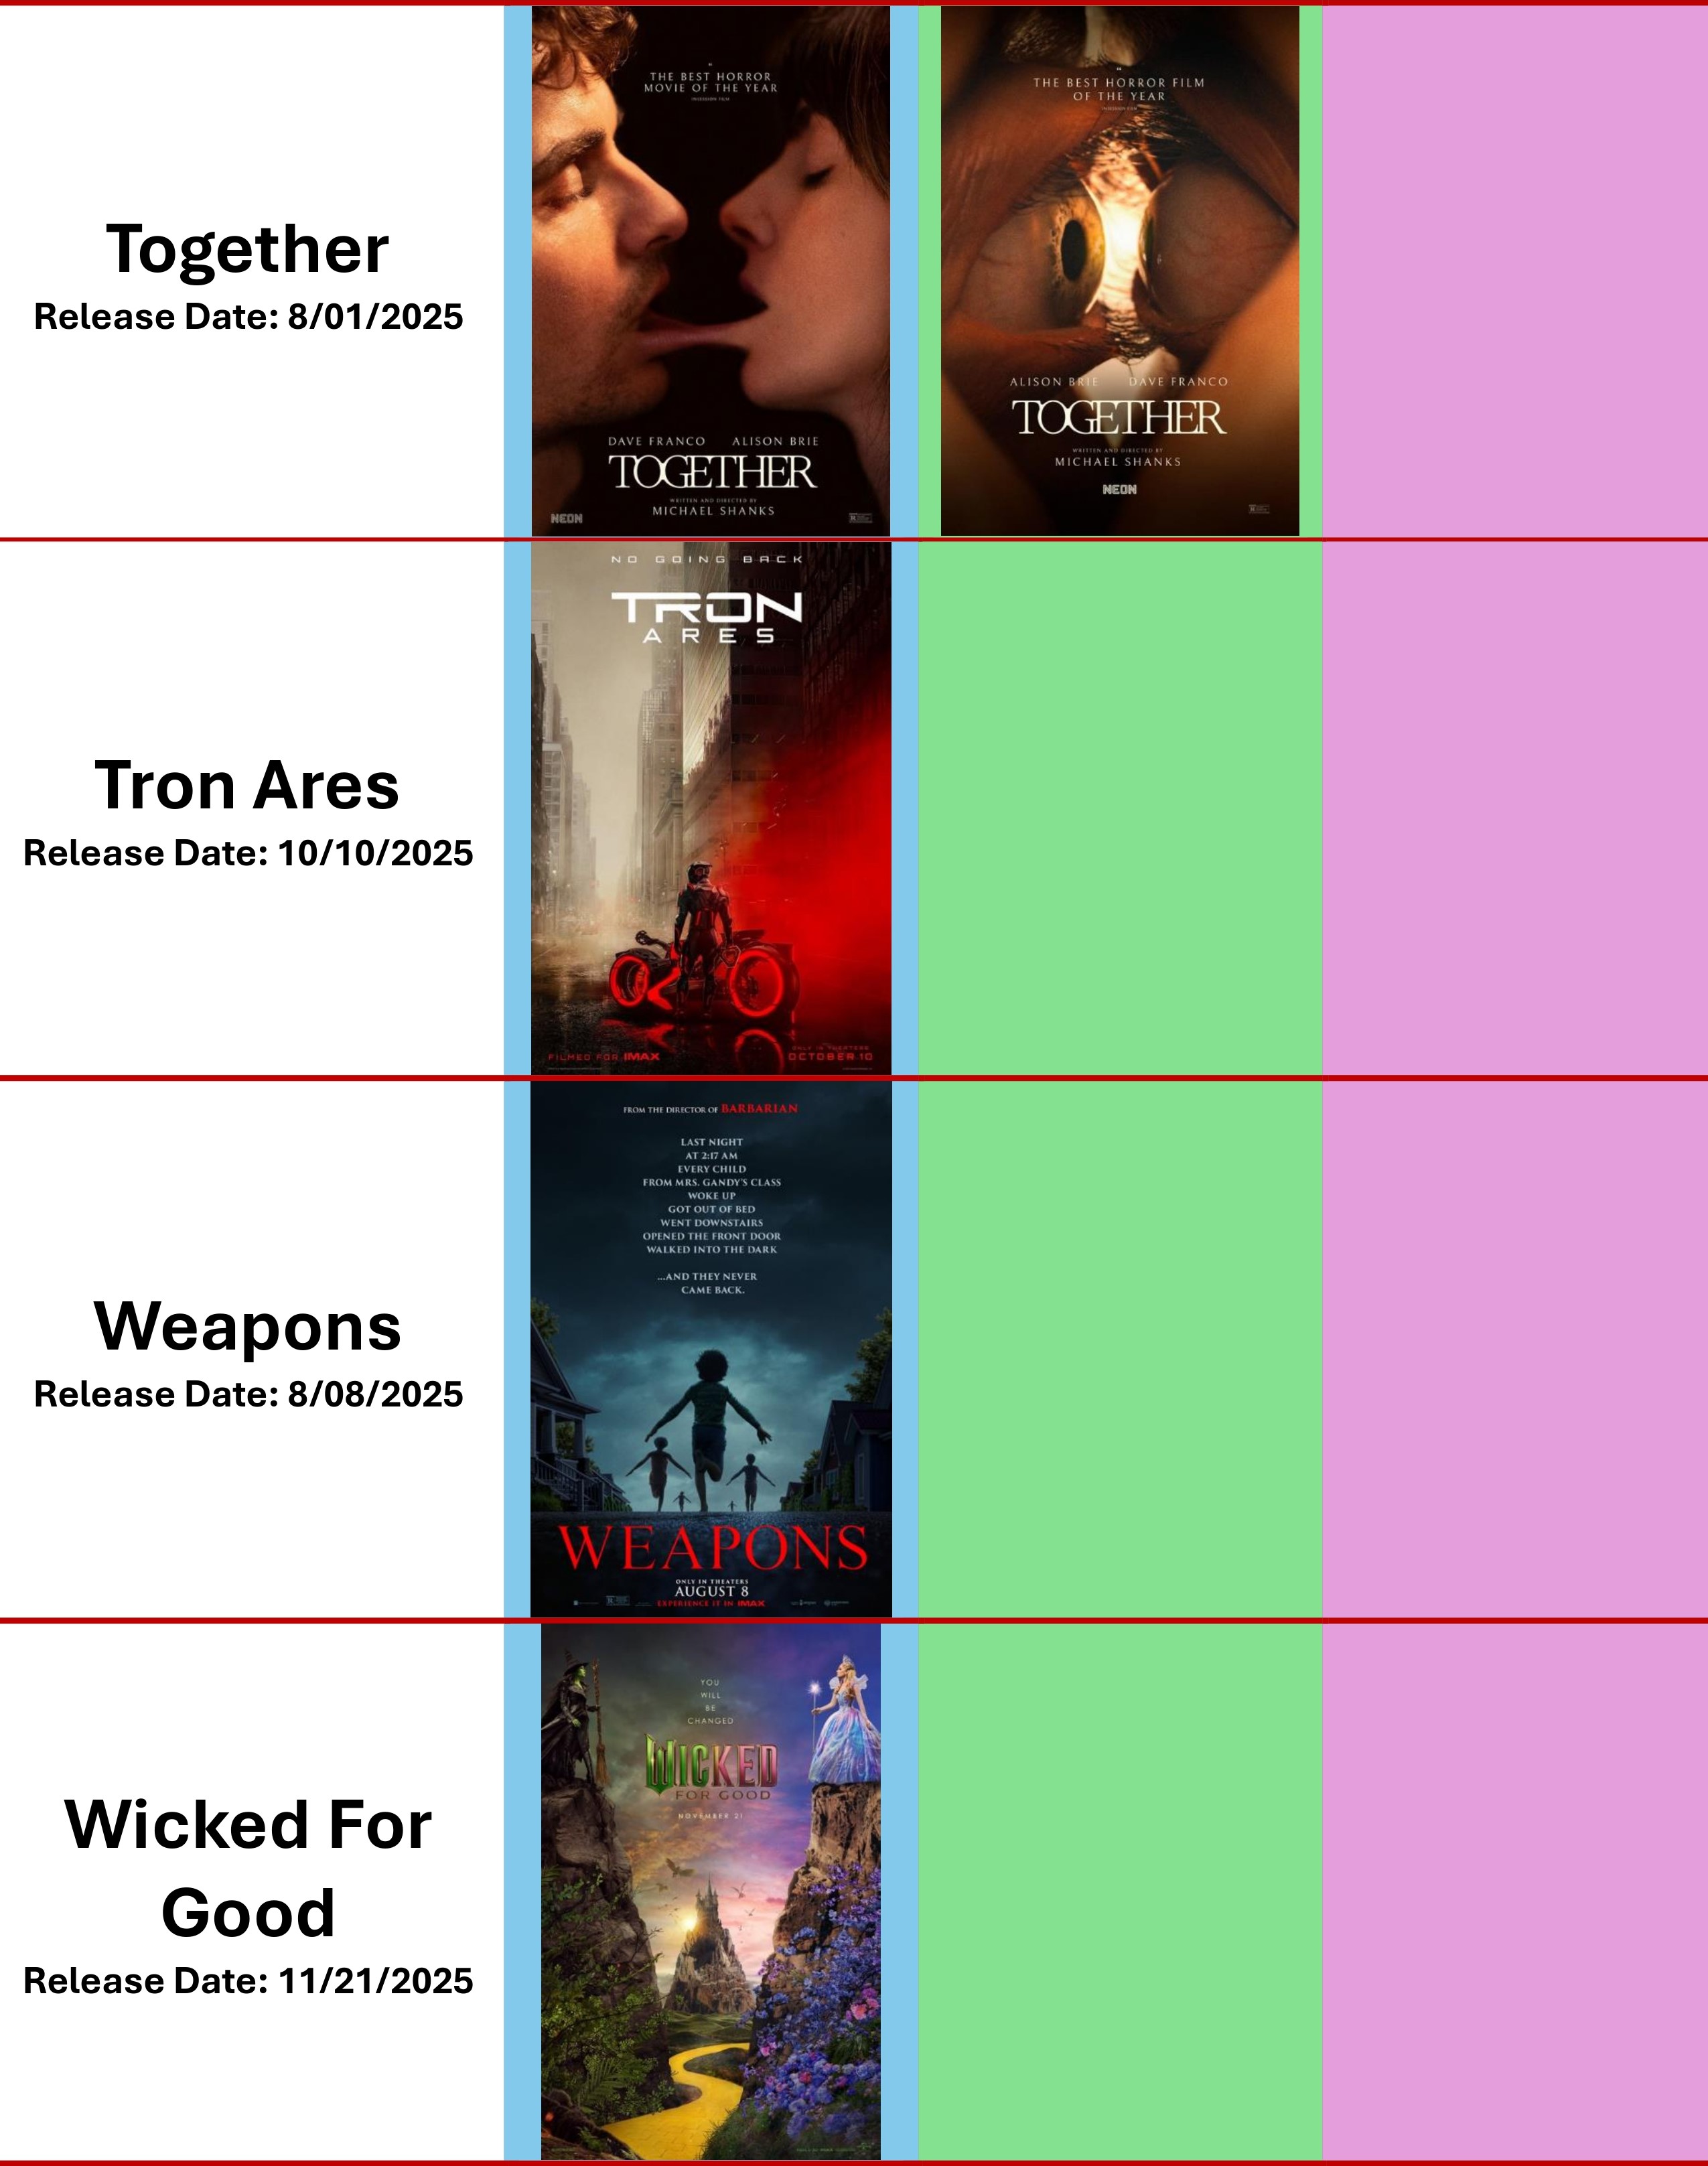 Together
Release Date: 8/01/2025
THE BEST HORROR
MOVIE OF THE YEAR
DAVE FRANCO ALISON BRIE
TOGETHER
WRITTEN AND DIRECTED BY
MICHAEL SHANKS
NEON
THE BEST HORROR FILM
OF THE YEAR
ALISON BRIE DAVE FRANCO
TOGETHER
WRITTEN AND DIRECTED BY
MICHAEL SHANKS
NEON
Tron Ares
Release Date: 10/10/2025
NO GOING BACK
TRON
ARES
FILMED FOR IMAX
ONLY IN THEATERS
OCTOBER 10
Weapons
Release Date: 8/08/2025
FROM THE DIRECTOR OF BARBARIAN
LAST NIGHT
AT 2:17 AM
EVERY CHILD
FROM MRS. GANDY'S CLASS
WOKE UP
GOT OUT OF BED
WENT DOWNSTAIRS
OPENED THE FRONT DOOR
WALKED INTO THE DARK
...AND THEY NEVER
CAME BACK.
WEAPONS
ONLY IN THEATERS
AUGUST 8
EXPERIENCE IT IN IMAX
Wicked For
Good
Release Date: 11/21/2025
YOU
WILL
BE
CHANGED
WICKED
FOR GOOD
NOVEMBER 21